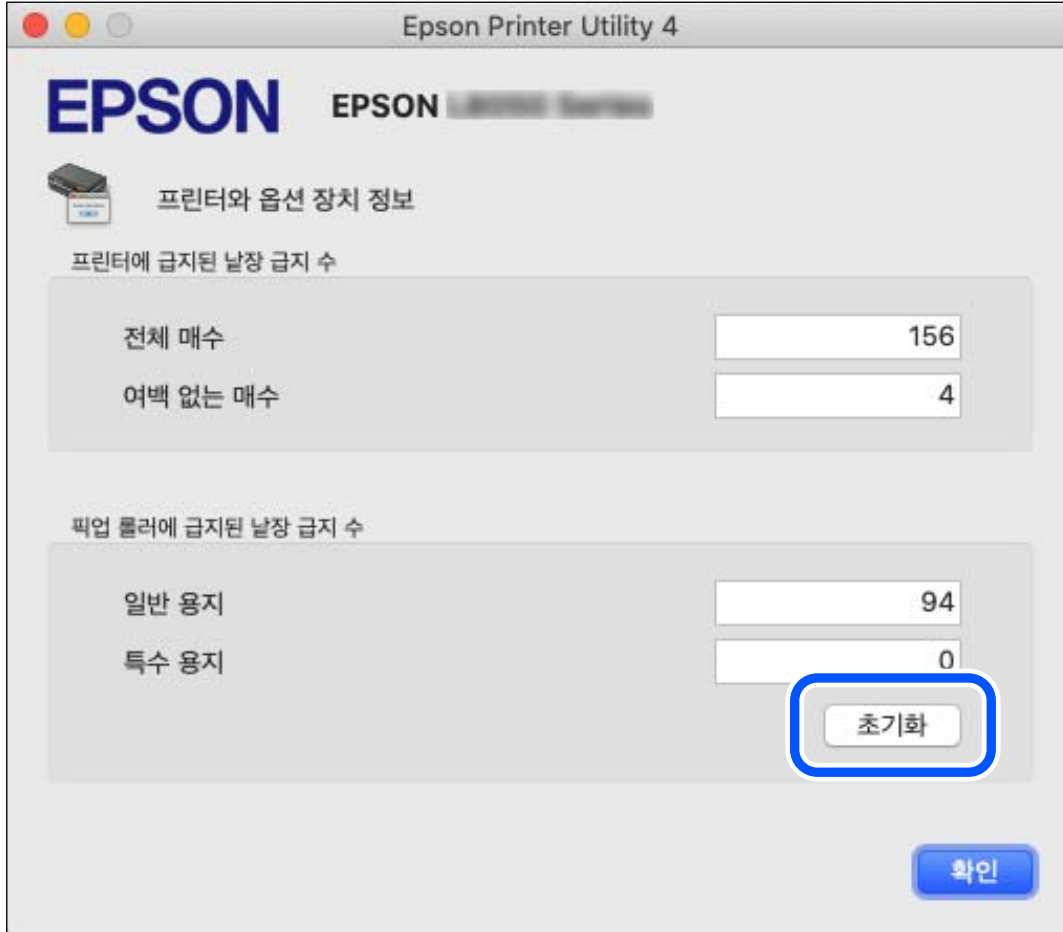 Epson Printer Utility 4
EPSON
EPSON
프린터와 옵션 장치 정보
프린터에 급지된 낱장 급지 수
전체 매수 156
여백 없는 매수 4
픽업 롤러에 급지된 낱장 급지 수
일반 용지 94
특수 용지 0
초기화
확인